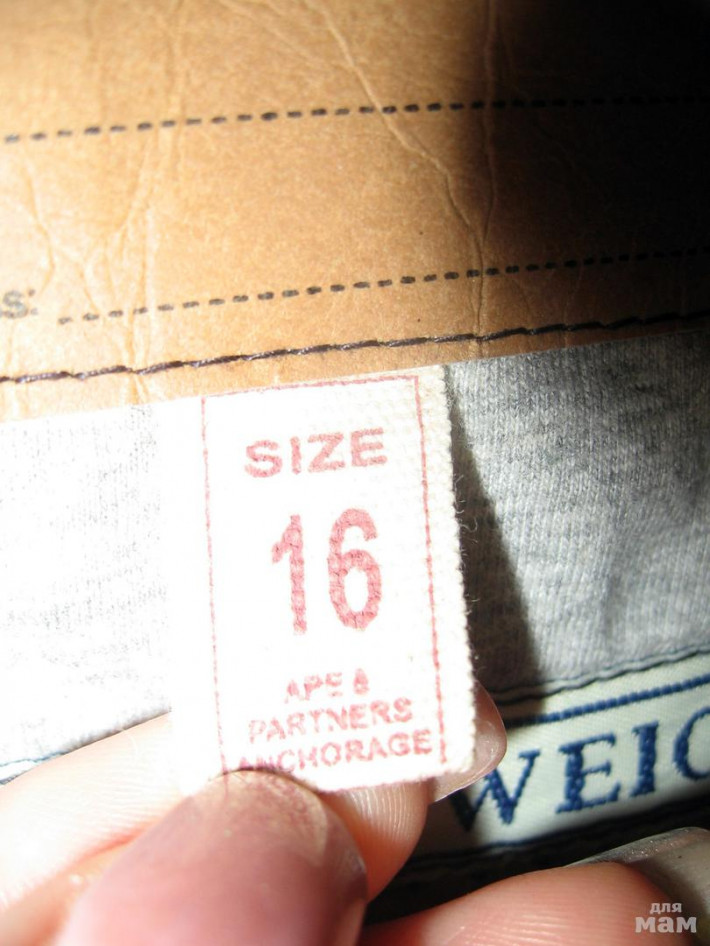 s:
SIZE
16
APE &
PARTNERS
ANCHORAGE
WEIG
для
мам